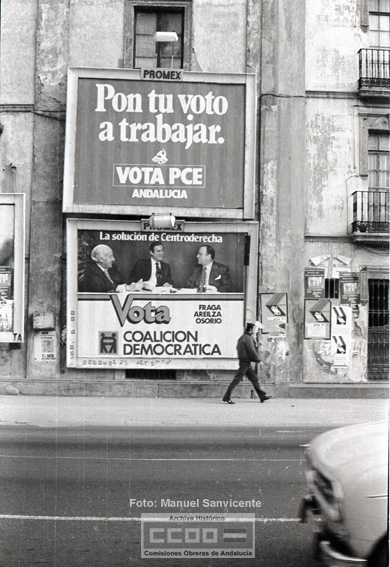 PROMEX
Pon tu voto
a trabajar.
VOTA PCE
ANDALUCIA
PROMEX
La solución de Centroderecha
Vota
FRAGA
AREILZA
OSORIO
COALICION
DEMOCRATICA
Foto: Manuel Sanvicente
Archivo Histórico
CCOO
Comisiones Obreras de Andalucía